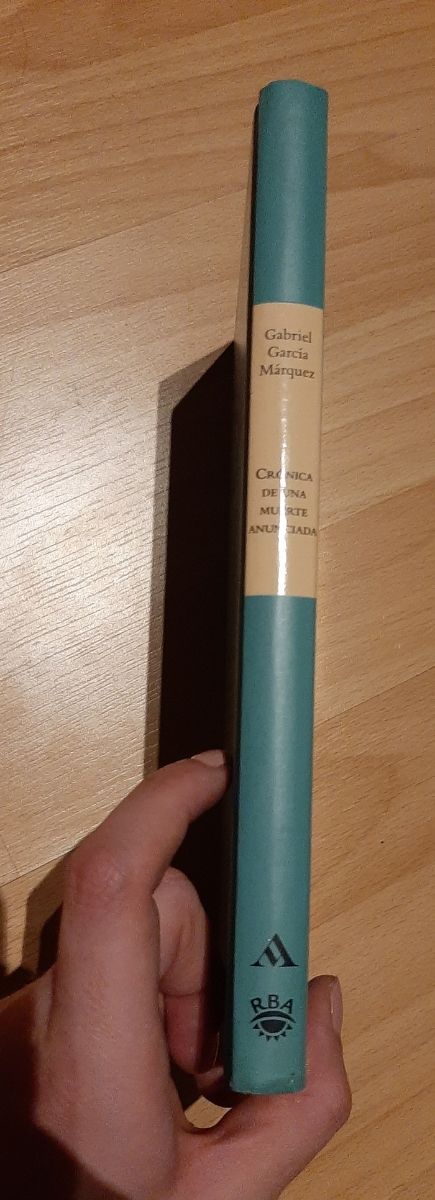 Gabriel
García
Márquez
CRÓNICA
DE UNA
MUERTE
ANUNCIADA
RBA